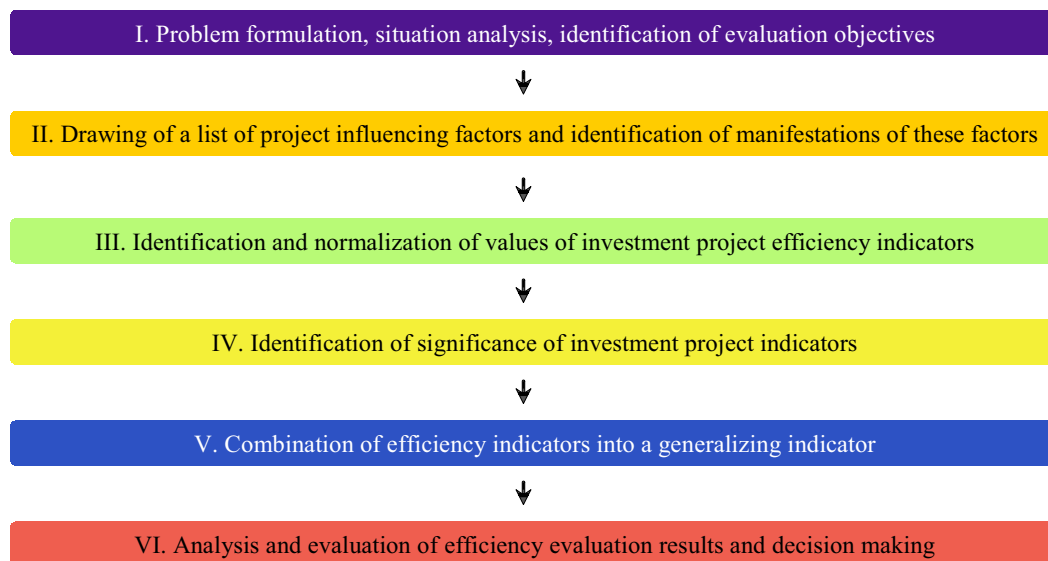 I. Problem formulation, situation analysis, identification of evaluation objectives
II. Drawing of a list of project influencing factors and identification of manifestations of these factors
III. Identification and normalization of values of investment project efficiency indicators
IV. Identification of significance of investment project indicators
V. Combination of efficiency indicators into a generalizing indicator
VI. Analysis and evaluation of efficiency evaluation results and decision making